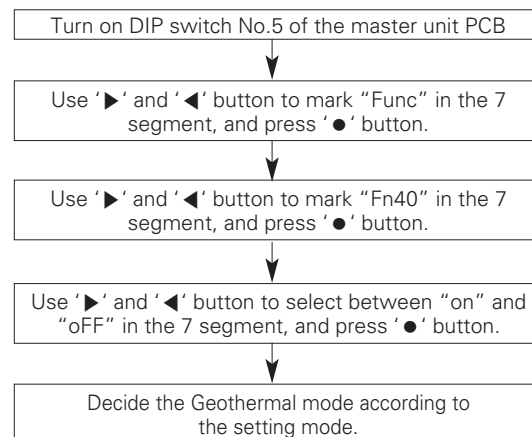 Turn on DIP switch No.5 of the master unit PCB
Use ‘▶‘ and ‘◀‘ button to mark “Func” in the 7
segment, and press ‘●‘ button.
Use ‘▶‘ and ‘◀‘ button to mark “Fn40” in the 7
segment, and press ‘●‘ button.
Use ‘▶‘ and ‘◀‘ button to select between “on” and
“oFF” in the 7 segment, and press ‘●‘ button.
Decide the Geothermal mode according to
the setting mode.